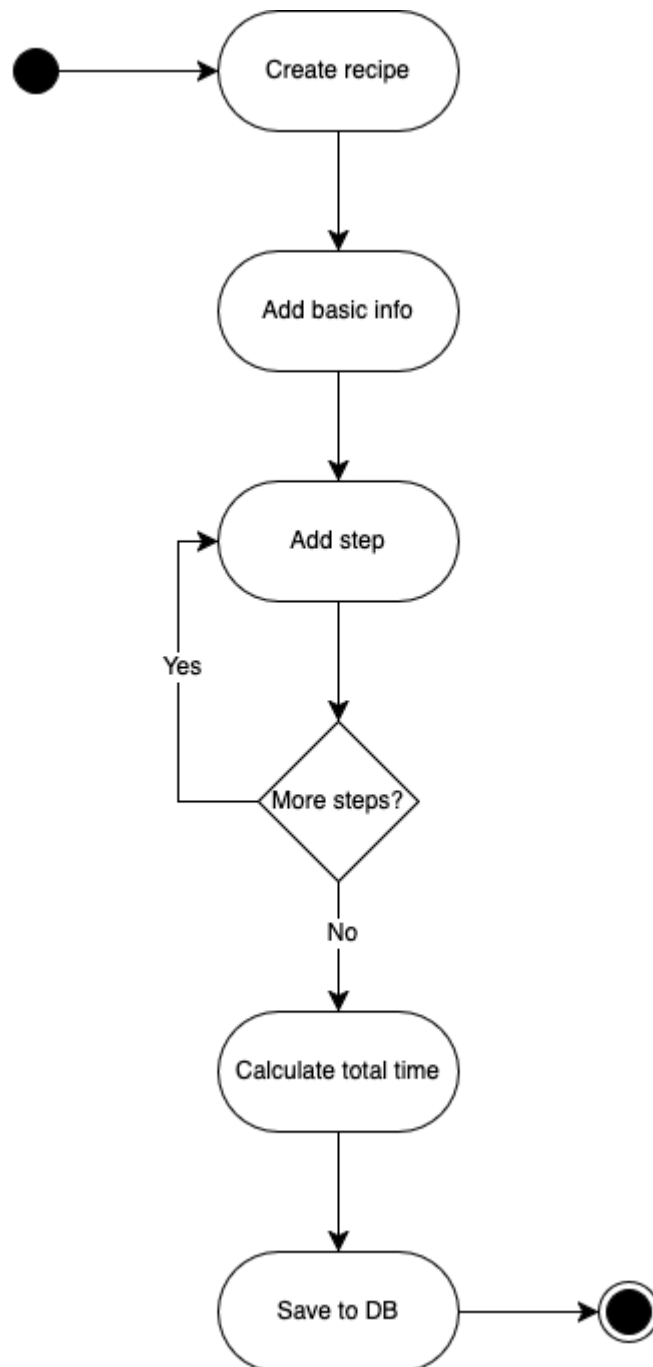 Create recipe
Add basic info
Add step
Yes
More steps?
No
Calculate total time
Save to DB